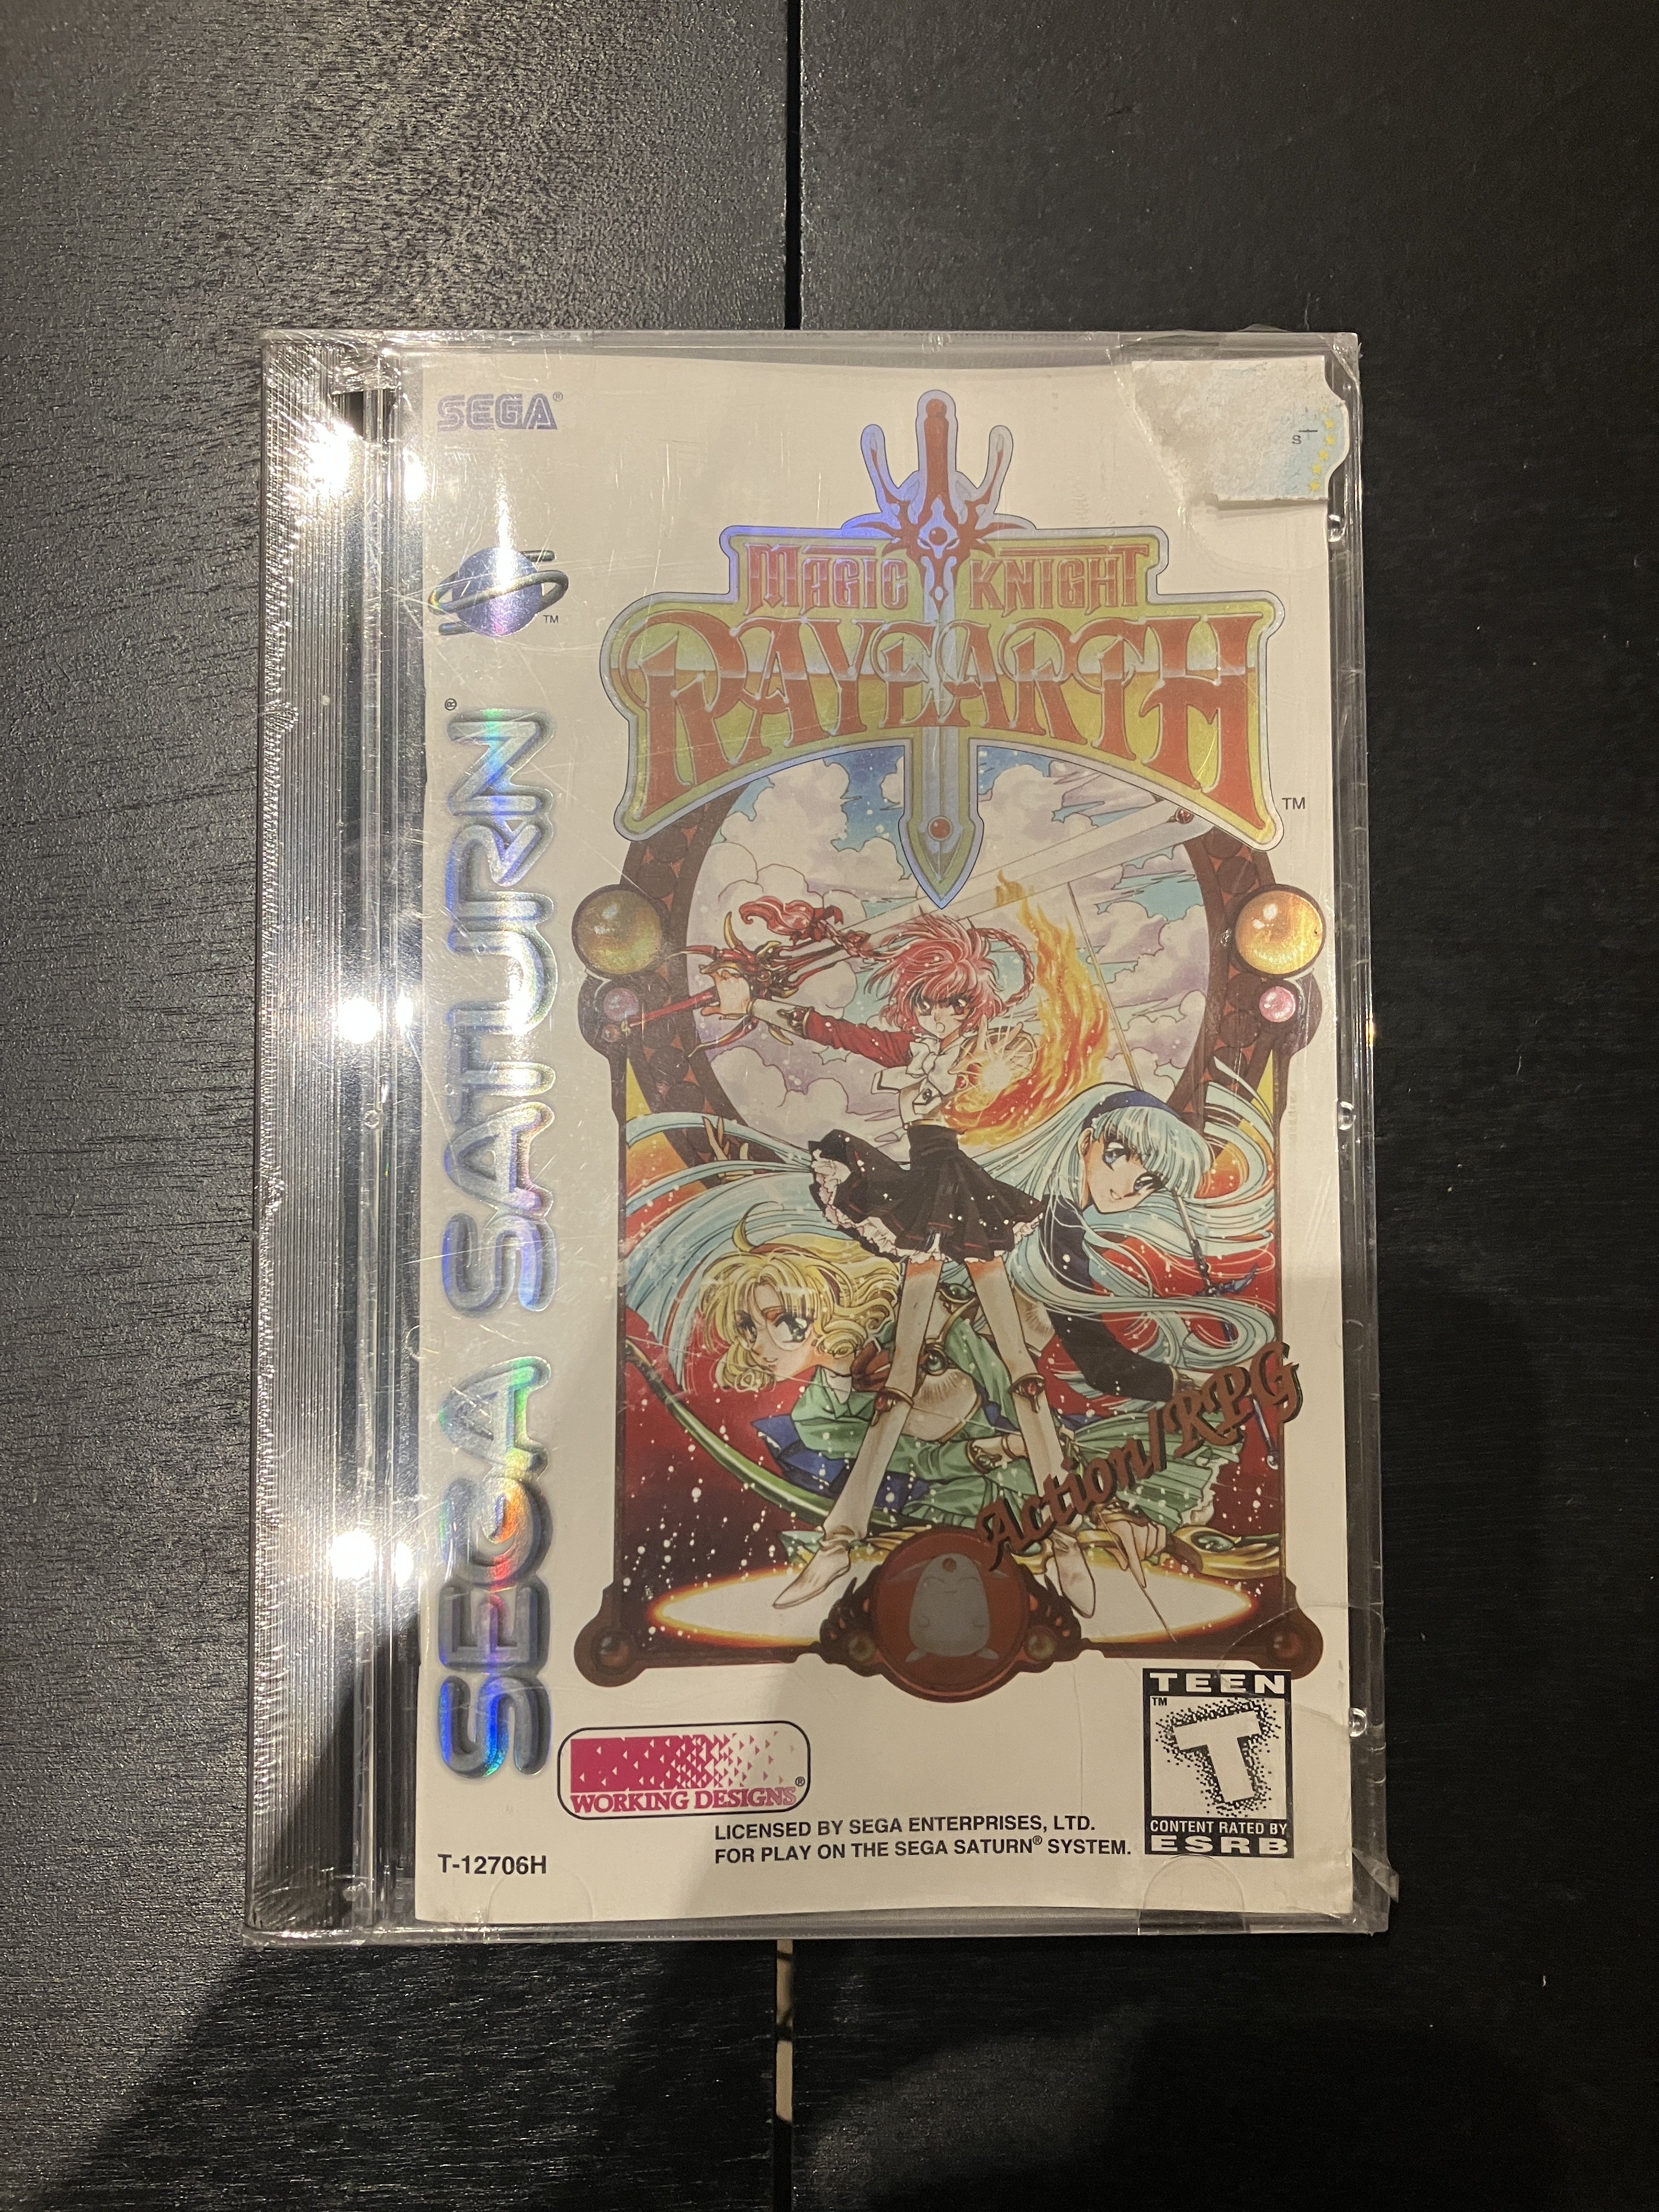 SEGA®
s
MAGIC KNIGHT
RAYEARTH
TM
TM
SEGA SATURN®
Action/RPG
TEEN
TM
T
CONTENT RATED BY
ESRB
WORKING DESIGNS®
LICENSED BY SEGA ENTERPRISES, LTD.
FOR PLAY ON THE SEGA SATURN® SYSTEM.
T-12706H